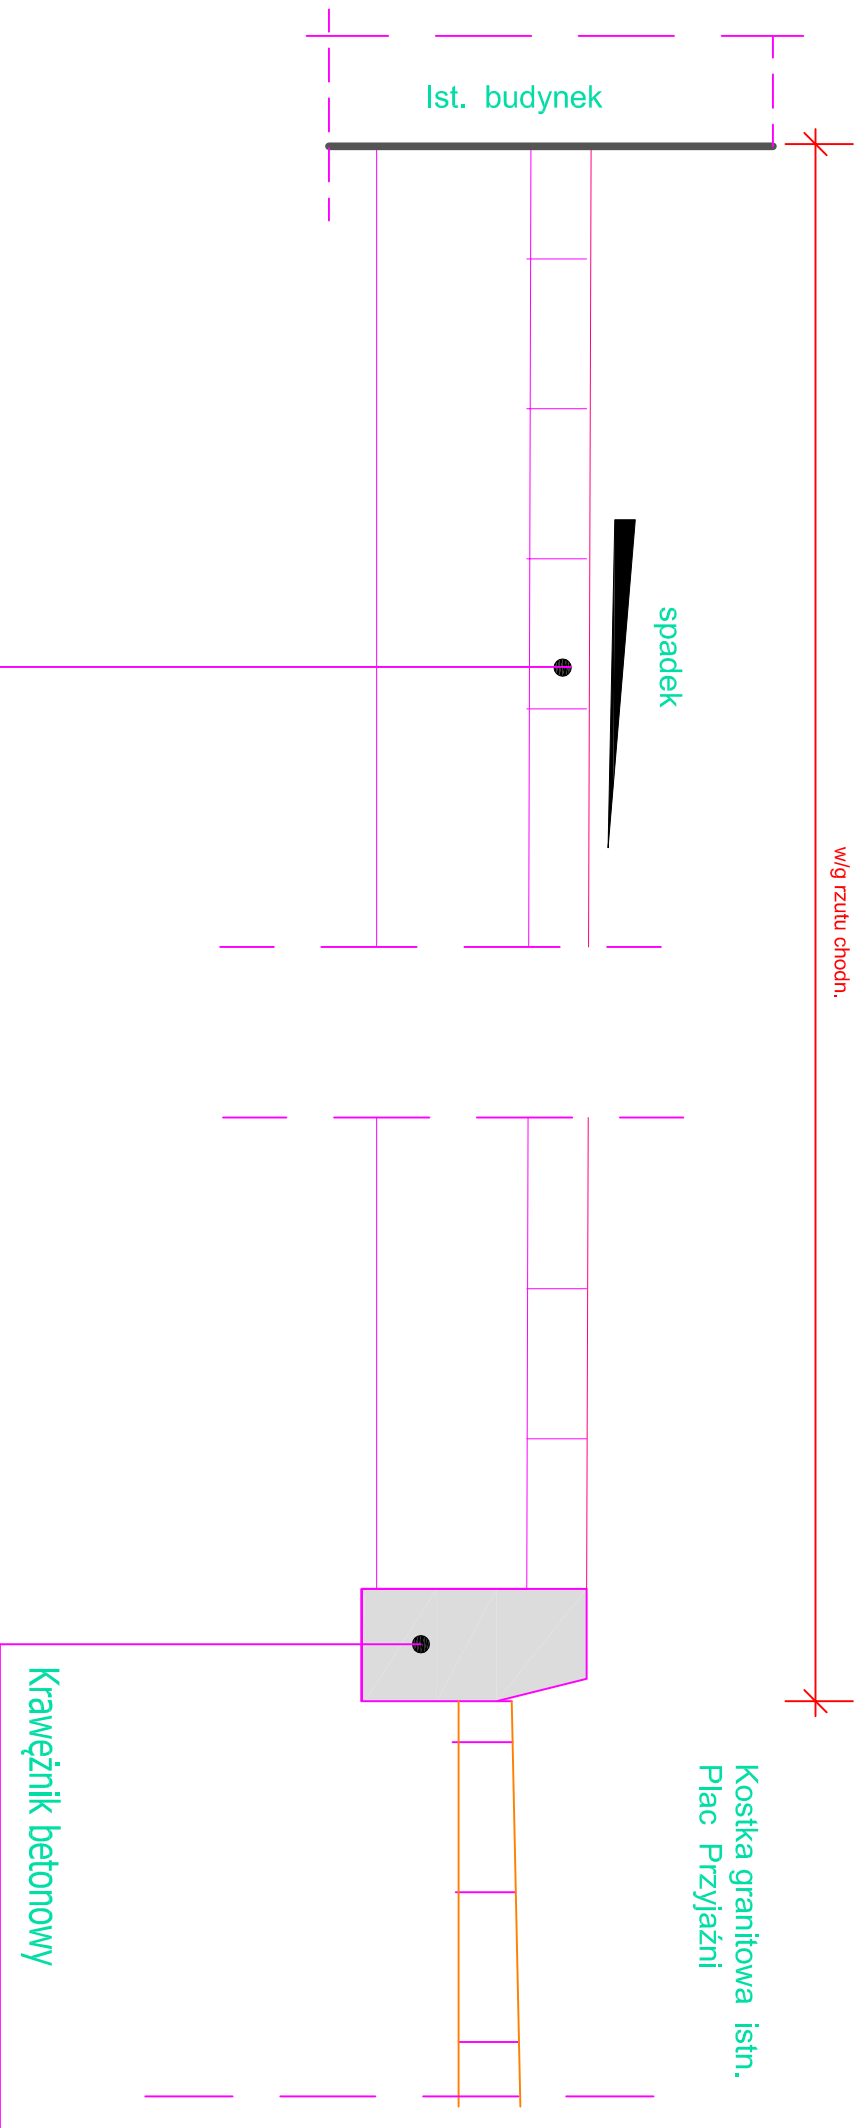 Ist. budynek
spadek
w/g rzutu chodn.
Kostka granitowa istn.
Plac Przyjaźni
Krawężnik betonowy